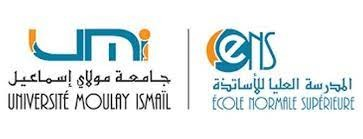 umi
جامعة مولاي إسماعيل
UNIVERSITÉ MOULAY ISMAÏL
ens
المدرسة العليا للأساتذة
ÉCOLE NORMALE SUPÉRIEURE